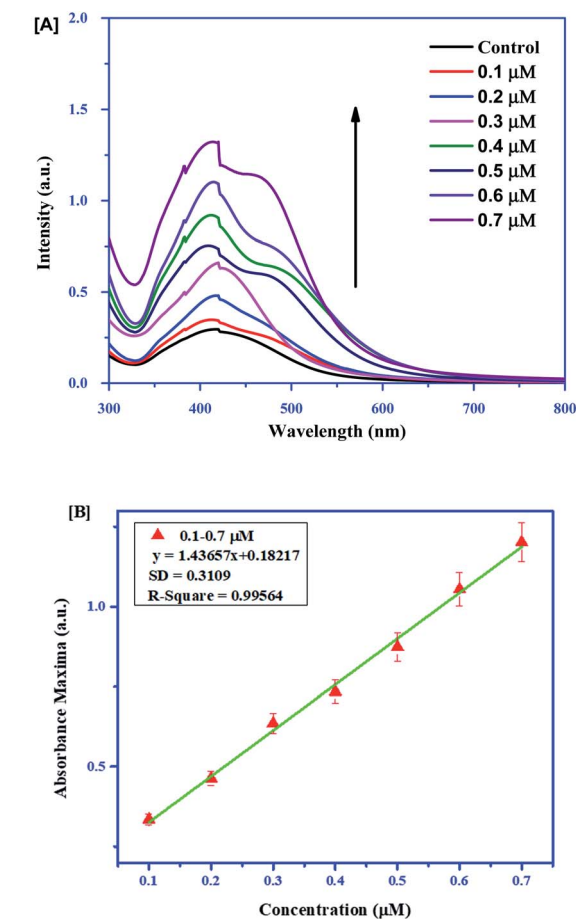 [A]
2.0
1.5
1.0
0.5
0.0
Intensity (a.u.)
Control
0.1 μM
0.2 μM
0.3 μM
0.4 μM
0.5 μM
0.6 μM
0.7 μM
300 400 500 600 700 800
Wavelength (nm)
[B]
0.1-0.7 μM
y = 1.43657x+0.18217
SD = 0.3109
R-Square = 0.99564
1.0
0.5
Absorbance Maxima (a.u.)
0.1 0.2 0.3 0.4 0.5 0.6 0.7
Concentration (μM)